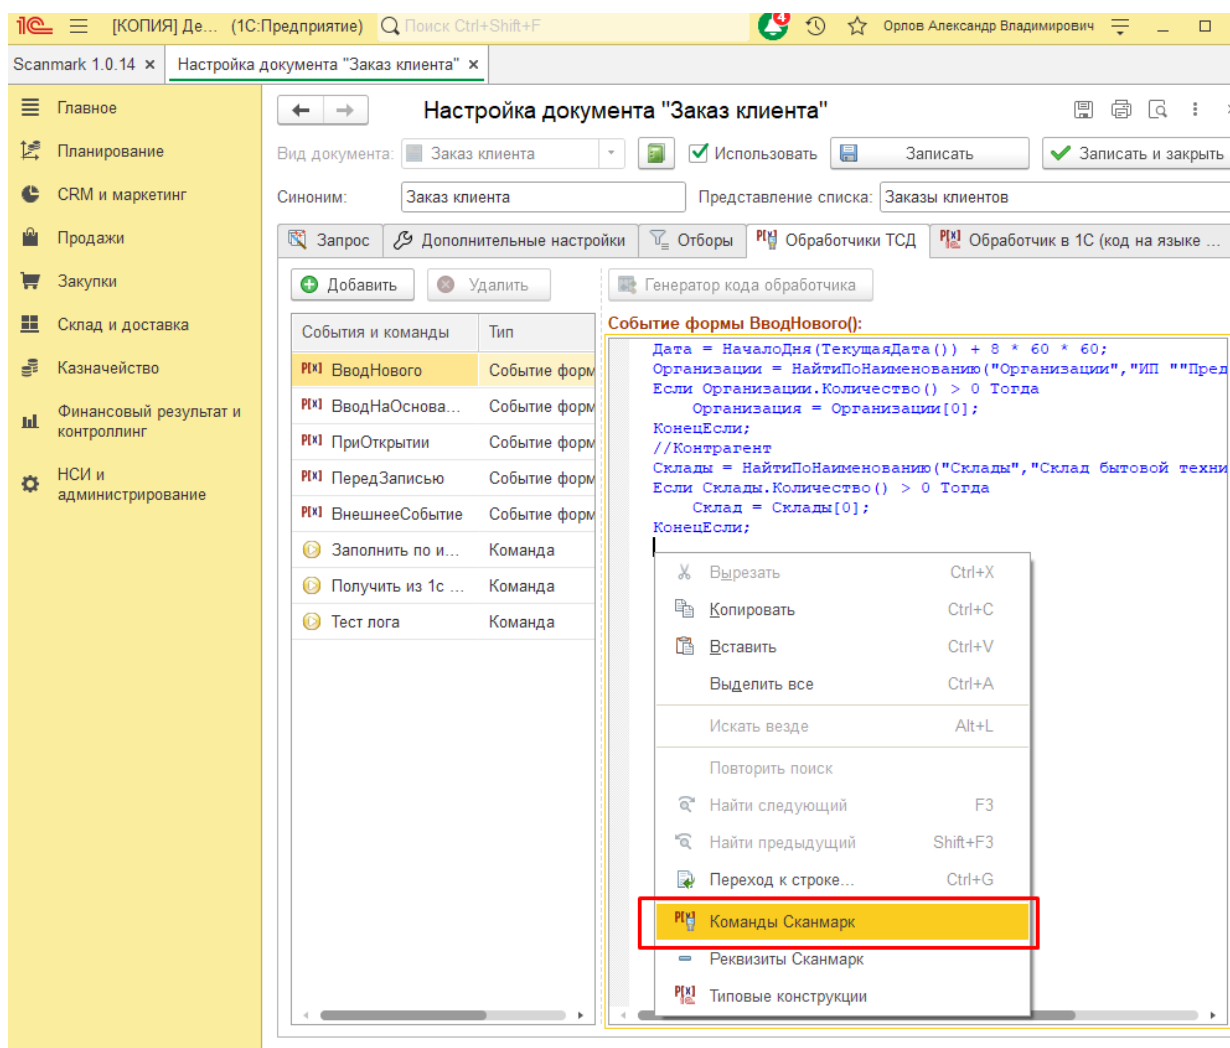 [КОПИЯ] Де... (1С:Предприятие) Поиск Ctrl+Shift+F 4 Орлов Александр Владимирович
Scanmark 1.0.14 × Настройка документа "Заказ клиента" ×
Главное
Планирование
CRM и маркетинг
Продажи
Закупки
Склад и доставка
Казначейство
Финансовый результат и
контроллинг
НСИ и
администрирование
Настройка документа "Заказ клиента"
Вид документа: Заказ клиента Использовать Записать Записать и закрыть
Синоним: Заказ клиента Представление списка: Заказы клиентов
Запрос Дополнительные настройки Отборы Обработчики ТСД Обработчик в 1С (код на языке ...
Добавить Удалить Генератор кода обработчика
События и команды Тип
ВводНового Событие форм
ВводНаОснова... Событие форм
ПриОткрытии Событие форм
ПередЗаписью Событие форм
ВнешнееСобытие Событие форм
Заполнить по и... Команда
Получить из 1с ... Команда
Тест лога Команда
Событие формы ВводНового():
Дата = НачалоДня(ТекущаяДата()) + 8 * 60 * 60;
Организации = НайтиПоНаименованию("Организации","ИП ""Пред
Если Организации.Количество() > 0 Тогда
Организация = Организации[0];
КонецЕсли;
//Контрагент
Склады = НайтиПоНаименованию("Склады","Склад бытовой техни
Если Склады.Количество() > 0 Тогда
Склад = Склады[0];
КонецЕсли;
Вырезать Ctrl+X
Копировать Ctrl+C
Вставить Ctrl+V
Выделить все Ctrl+A
Искать везде Alt+L
Повторить поиск
Найти следующий F3
Найти предыдущий Shift+F3
Переход к строке... Ctrl+G
Команды Сканмарк
Реквизиты Сканмарк
Типовые конструкции